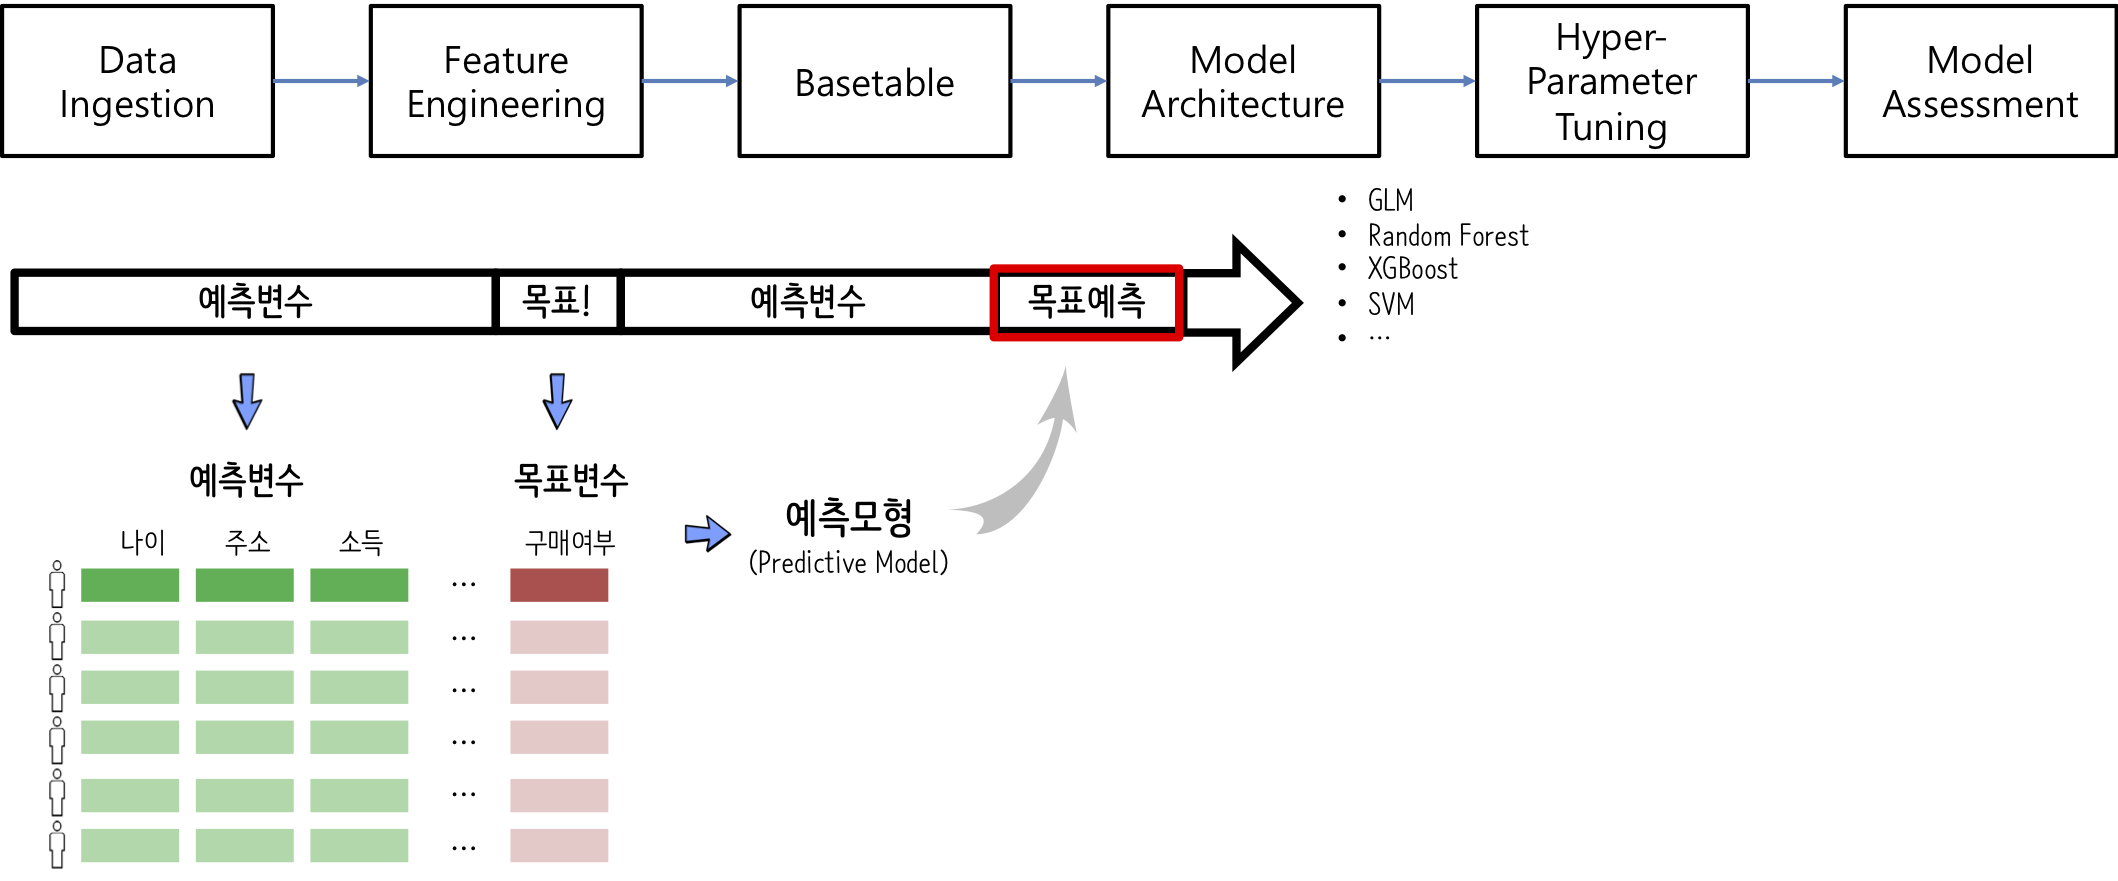 Data
Ingestion
Feature
Engineering
Basetable
Model
Architecture
Hyper-
Parameter
Tuning
Model
Assessment
• GLM
• Random Forest
• XGBoost
• SVM
• …
예측변수
목표!
예측변수
목표예측
예측변수
목표변수
나이
주소
소득
구매여부
…
…
…
…
…
…
예측모형
(Predictive Model)